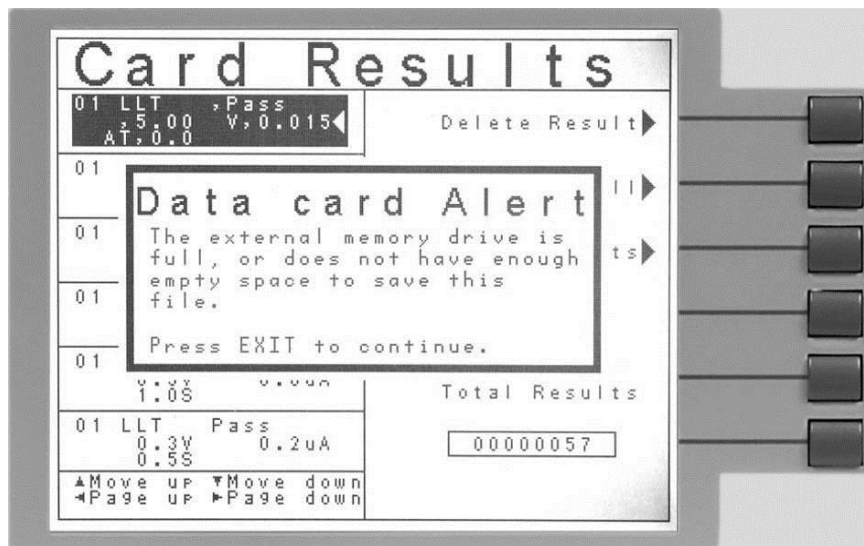 Card Results
01 LLT ,Pass
,5.00 V,0.015
AT,0.0
Delete Result
01
ll
01
ts
01
01
Data card Alert
The external memory drive is
full, or does not have enough
empty space to save this
file.
Press EXIT to continue.
1.0S
Total Results
01 LLT Pass
0.3V 0.2uA
0.5S
00000057
▲Move up ▼Move down
◄Page up ►Page down